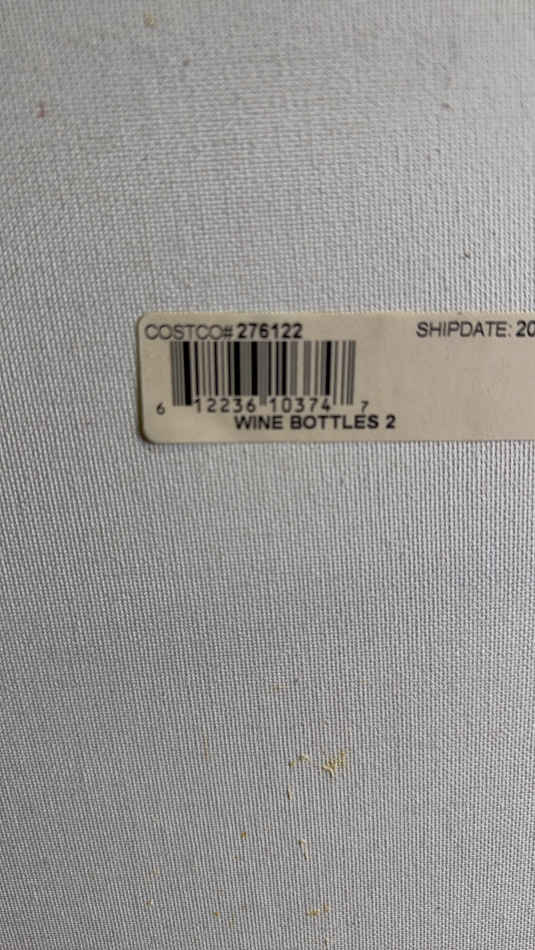 COSTCO# 276122 SHIPDATE: 20
6 12236 10374 7
WINE BOTTLES 2